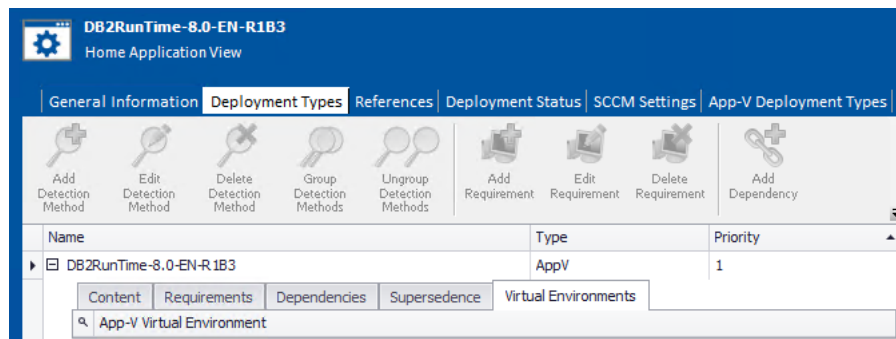 DB2RunTime-8.0-EN-R1B3
Home Application View
General Information Deployment Types References Deployment Status SCCM Settings App-V Deployment Types
Add Detection Method
Edit Detection Method
Delete Detection Method
Group Detection Methods
Ungroup Detection Methods
Add Requirement
Edit Requirement
Delete Requirement
Add Dependency
Name Type Priority
DB2RunTime-8.0-EN-R1B3 AppV 1
Content Requirements Dependencies Supersedence Virtual Environments
App-V Virtual Environment